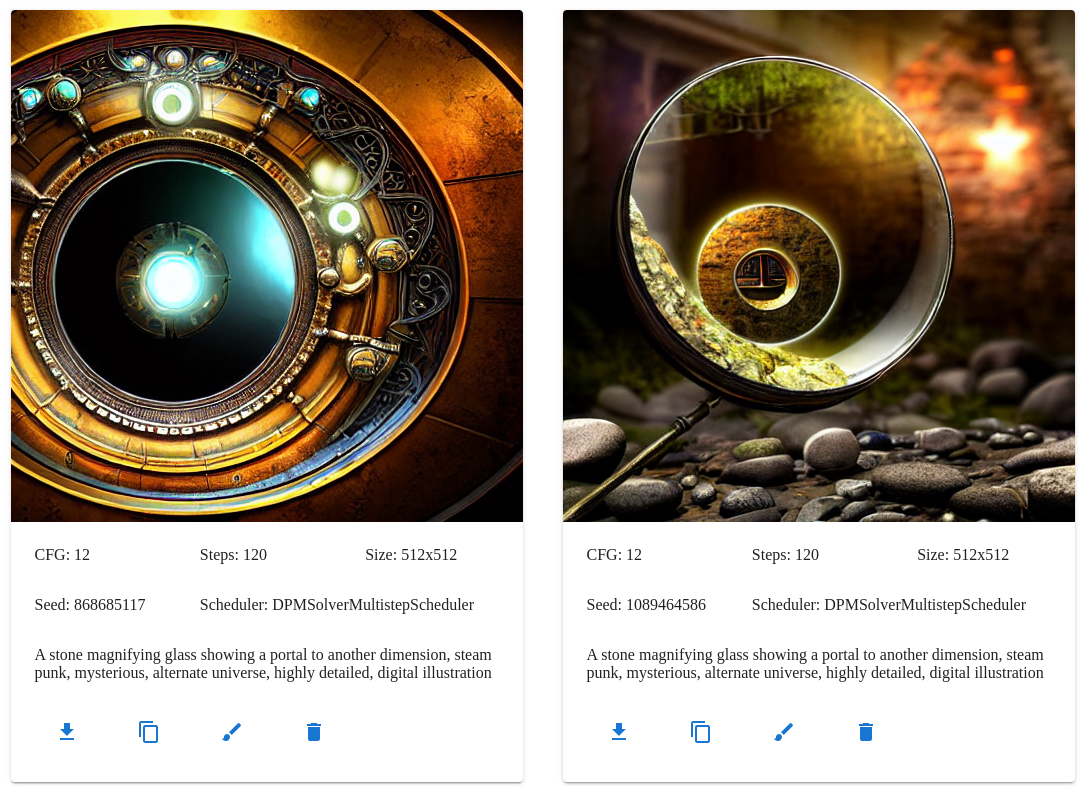 CFG: 12 Steps: 120 Size: 512x512
Seed: 868685117 Scheduler: DPMSolverMultistepScheduler
A stone magnifying glass showing a portal to another dimension, steam
punk, mysterious, alternate universe, highly detailed, digital illustration
CFG: 12 Steps: 120 Size: 512x512
Seed: 1089464586 Scheduler: DPMSolverMultistepScheduler
A stone magnifying glass showing a portal to another dimension, steam
punk, mysterious, alternate universe, highly detailed, digital illustration